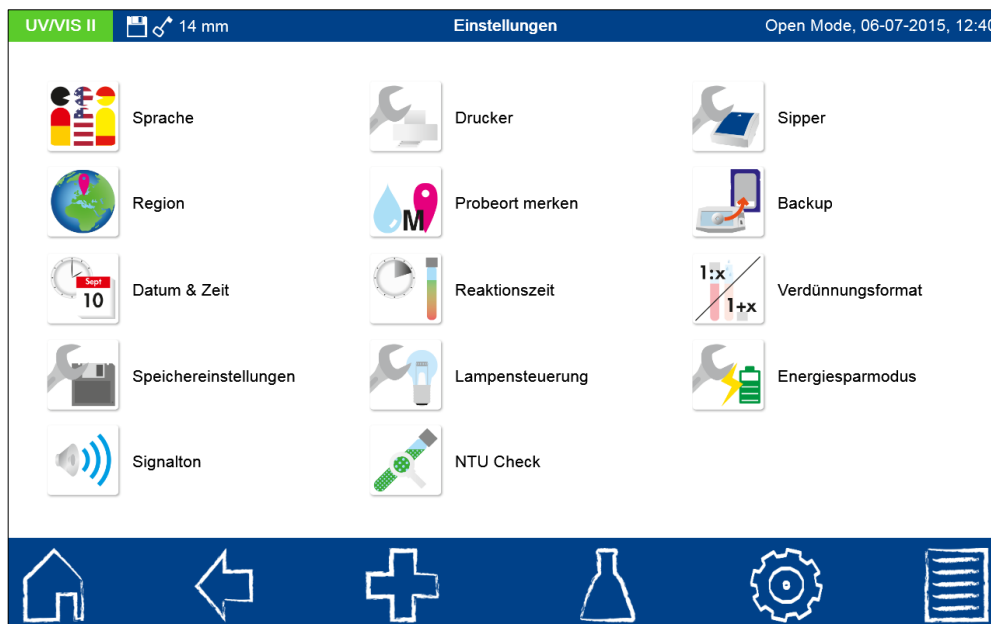 UV/VIS II 14 mm Einstellungen Open Mode, 06-07-2015, 12:40
Sprache Drucker Sipper
Region M Probeort merken Backup
Sept
10 Datum & Zeit Reaktionszeit 1:x 1+x Verdünnungsformat
Speichereinstellungen Lampensteuerung Energiesparmodus
Signalton NTU Check